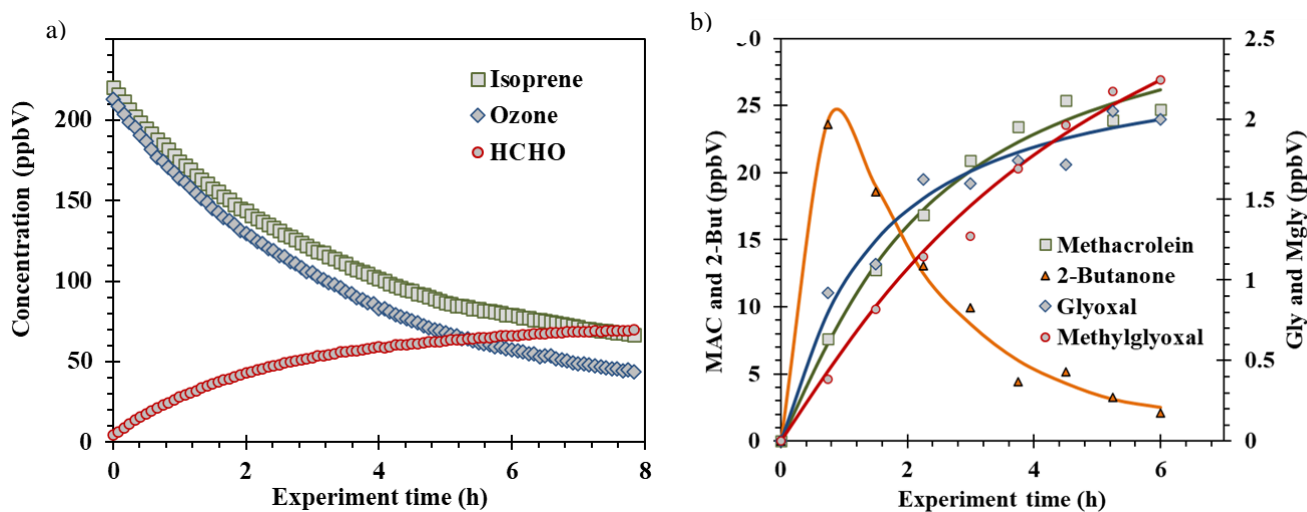 a)
Concentration (ppbV)
200
150
100
50
0
Isoprene
Ozone
HCHO
0 2 4 6 8
Experiment time (h)
b)
MAC and 2-But (ppbV)
25
20
15
10
5
0
2.5
2
1.5
1
0.5
0
Gly and Mgly (ppbV)
Methacrolein
2-Butanone
Glyoxal
Methylglyoxal
0 2 4 6
Experiment time (h)